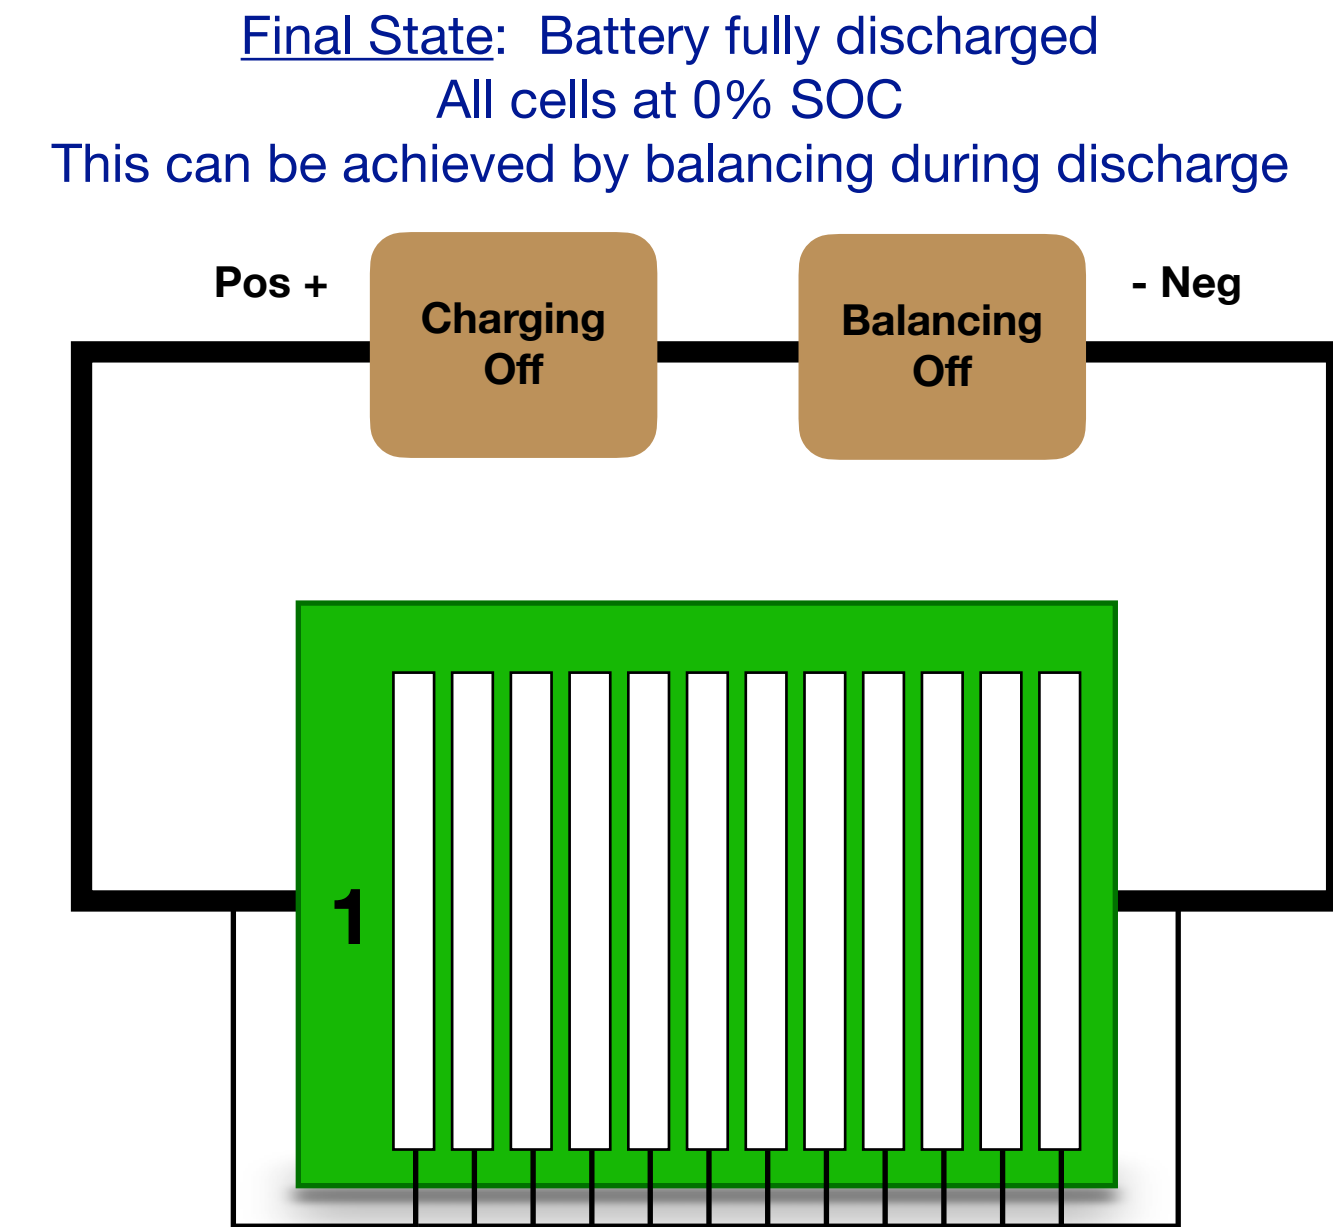 Final State: Battery fully discharged
All cells at 0% SOC
This can be achieved by balancing during discharge
Pos +
Charging
Off
Balancing
Off
- Neg
1